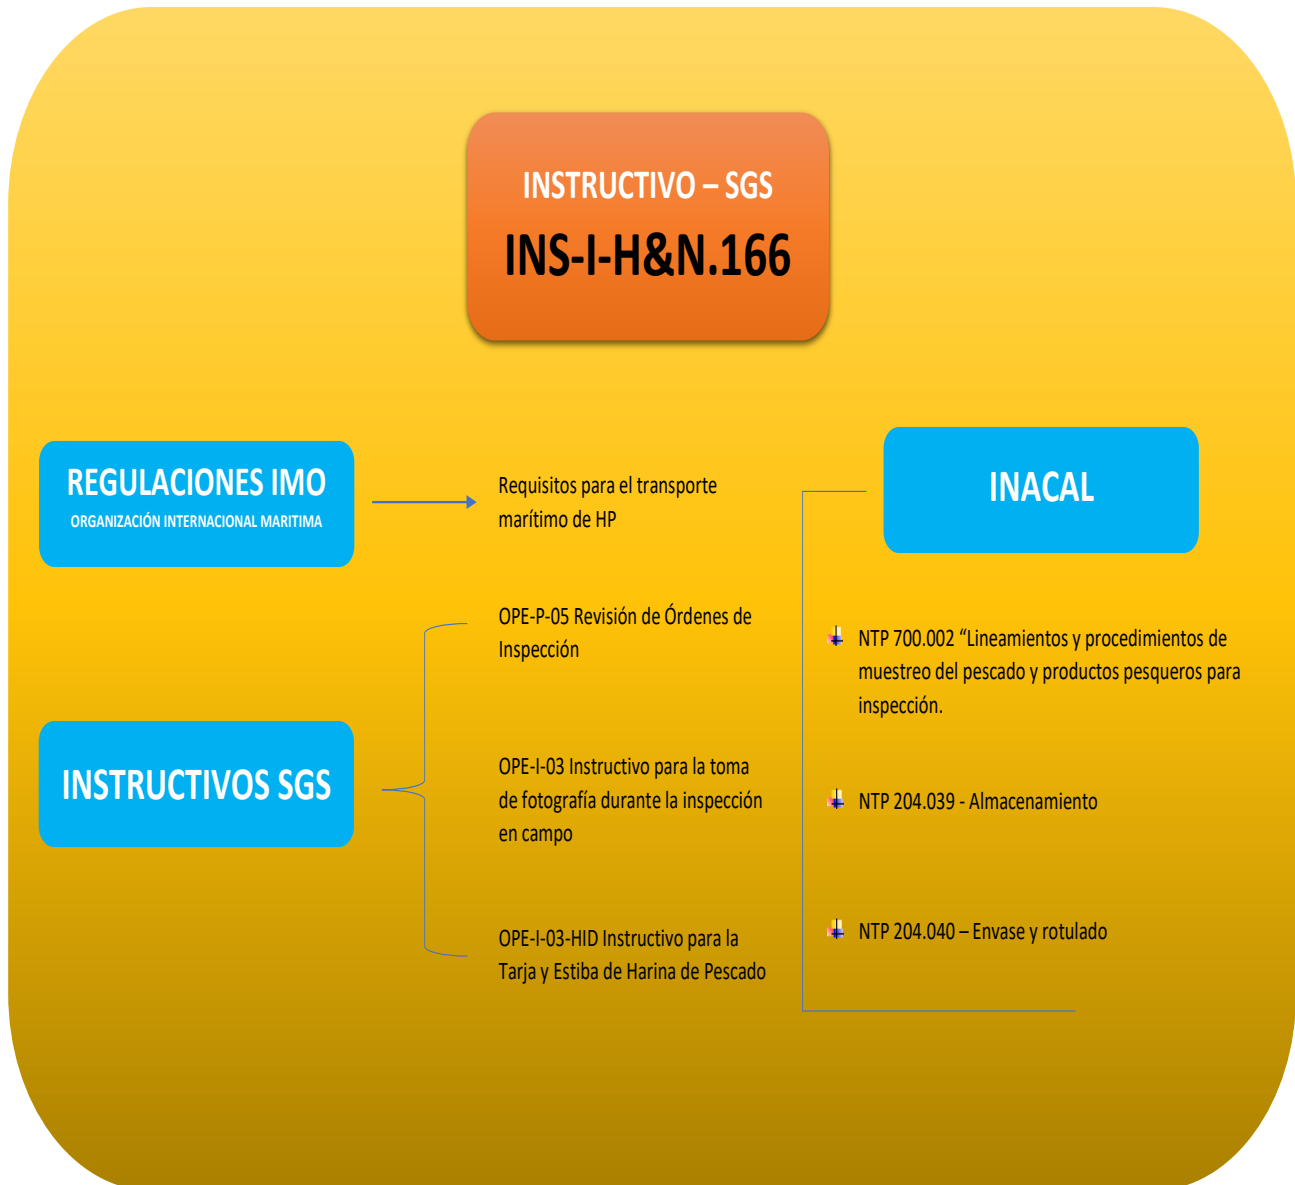 INSTRUCTIVO – SGS
INS-I-H&N.166
REGULACIONES IMO
ORGANIZACIÓN INTERNACIONAL MARITIMA
Requisitos para el transporte
marítimo de HP
INSTRUCTIVOS SGS
OPE-P-05 Revisión de Órdenes de
Inspección
OPE-I-03 Instructivo para la toma
de fotografía durante la inspección
en campo
OPE-I-03-HID Instructivo para la
Tarja y Estiba de Harina de Pescado
INACAL
NTP 700.002 “Lineamientos y procedimientos de
muestreo del pescado y productos pesqueros para
inspección.
NTP 204.039 - Almacenamiento
NTP 204.040 – Envase y rotulado